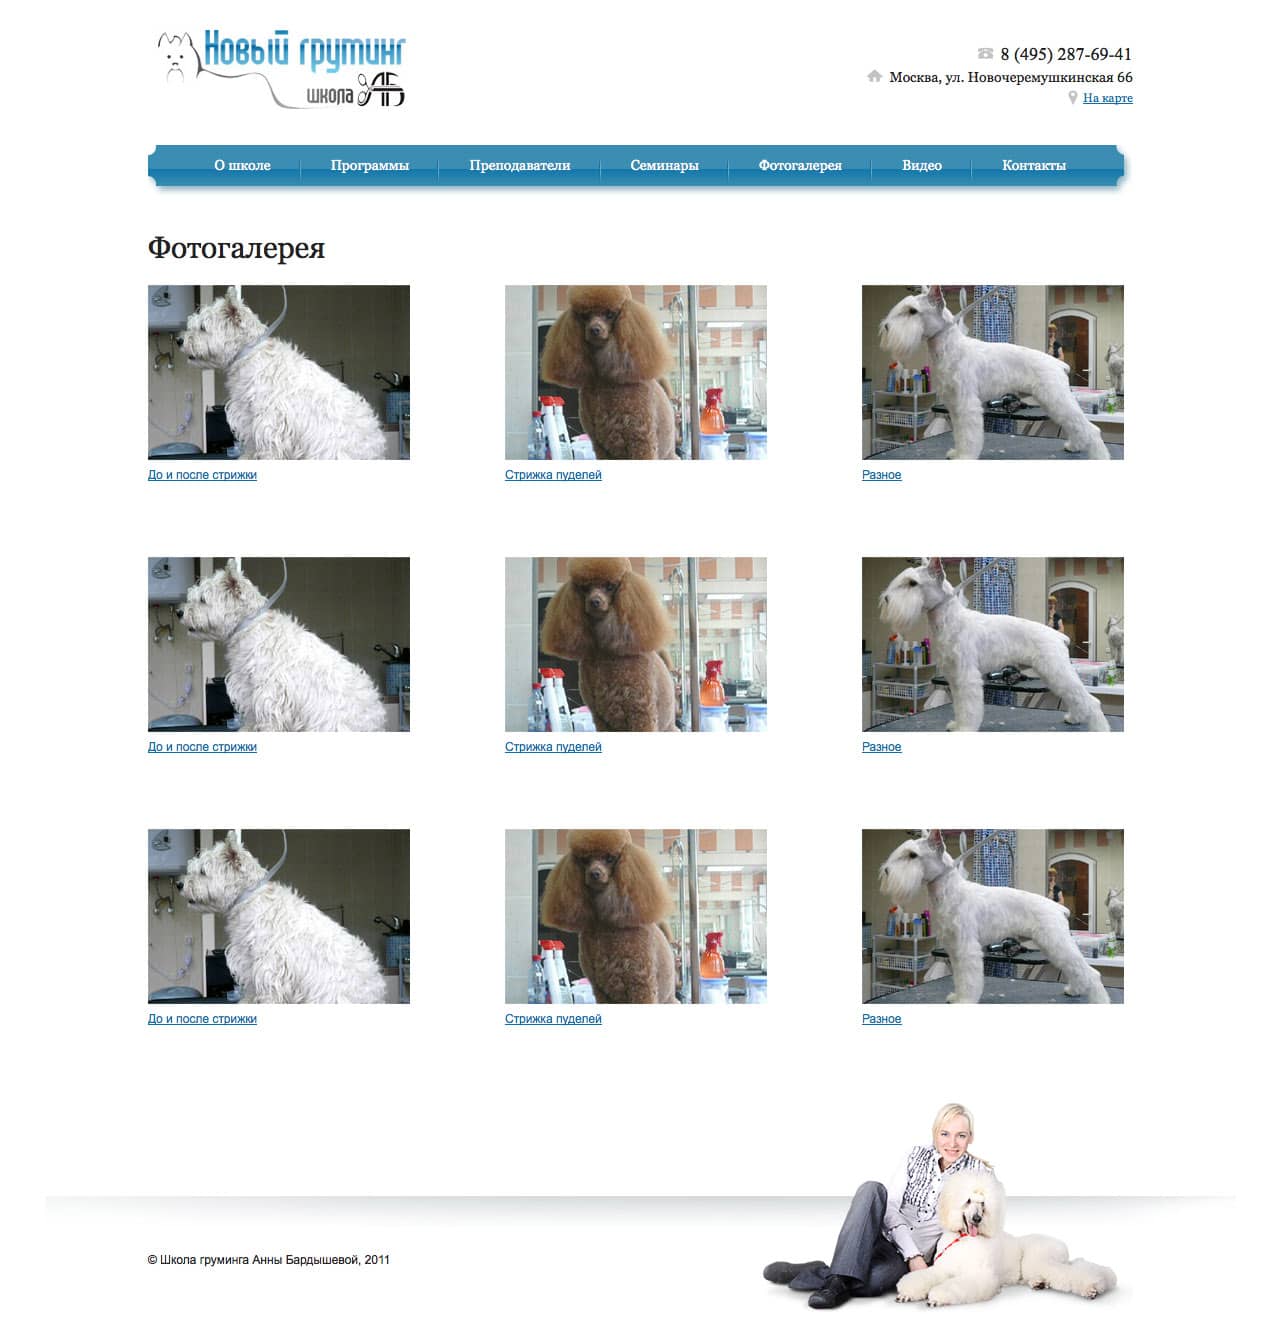 Новый груминг
школа АБ
8 (495) 287-69-41
Москва, ул. Новочеремушкинская 66
На карте
О школе Программы Преподаватели Семинары Фотогалерея Видео Контакты
Фотогалерея
До и после стрижки Стрижка пуделей Разное
До и после стрижки Стрижка пуделей Разное
До и после стрижки Стрижка пуделей Разное
© Школа груминга Анны Бардышевой, 2011